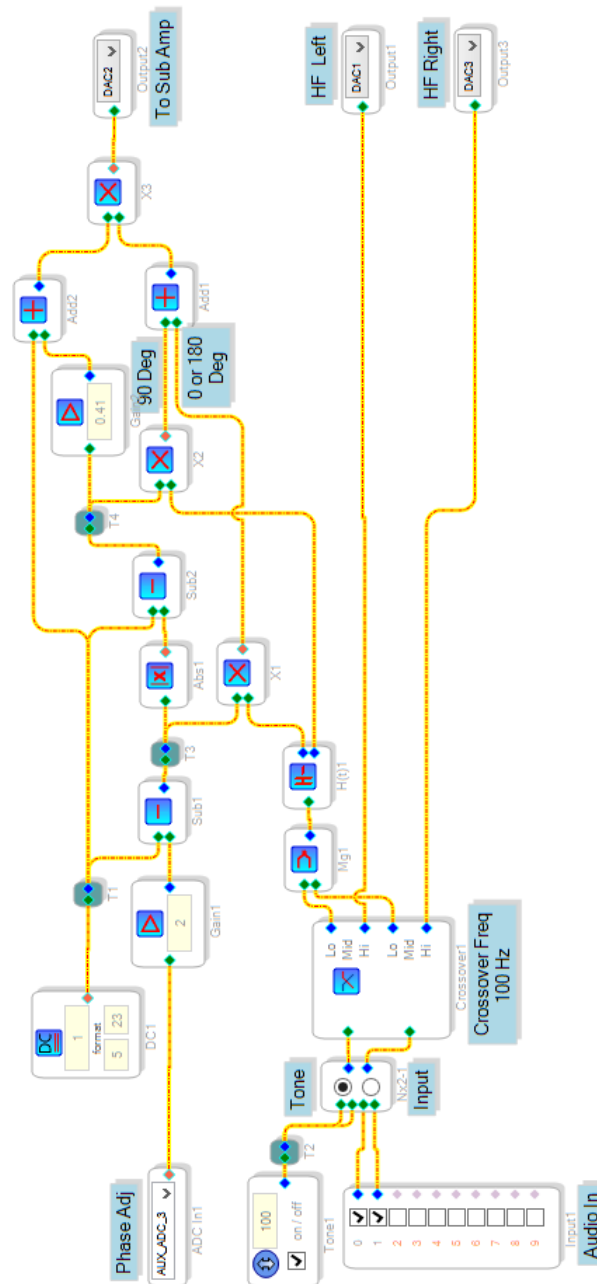 Phase Adj
AUX_ADC_3
ADC In1
DC
1
format
5 23
DC1
T1
2
Gain1
Sub1
T3
|x|
Abs1
Sub2
T4
0.41
90 Deg
0 or 180
Deg
Add2
Add1
X3
DAC2
Output2
To Sub Amp
X2
X1
H(t)1
Mg1
Tone
100
on / off
Tone1
T2
Nx2-1
Input
Lo
Mid
Hi
Lo
Mid
Hi
Crossover1
Crossover Freq
100 Hz
0
1
2
3
4
5
6
7
8
9
Input1
Audio In
HF Left
DAC1
Output1
HF Right
DAC3
Output3